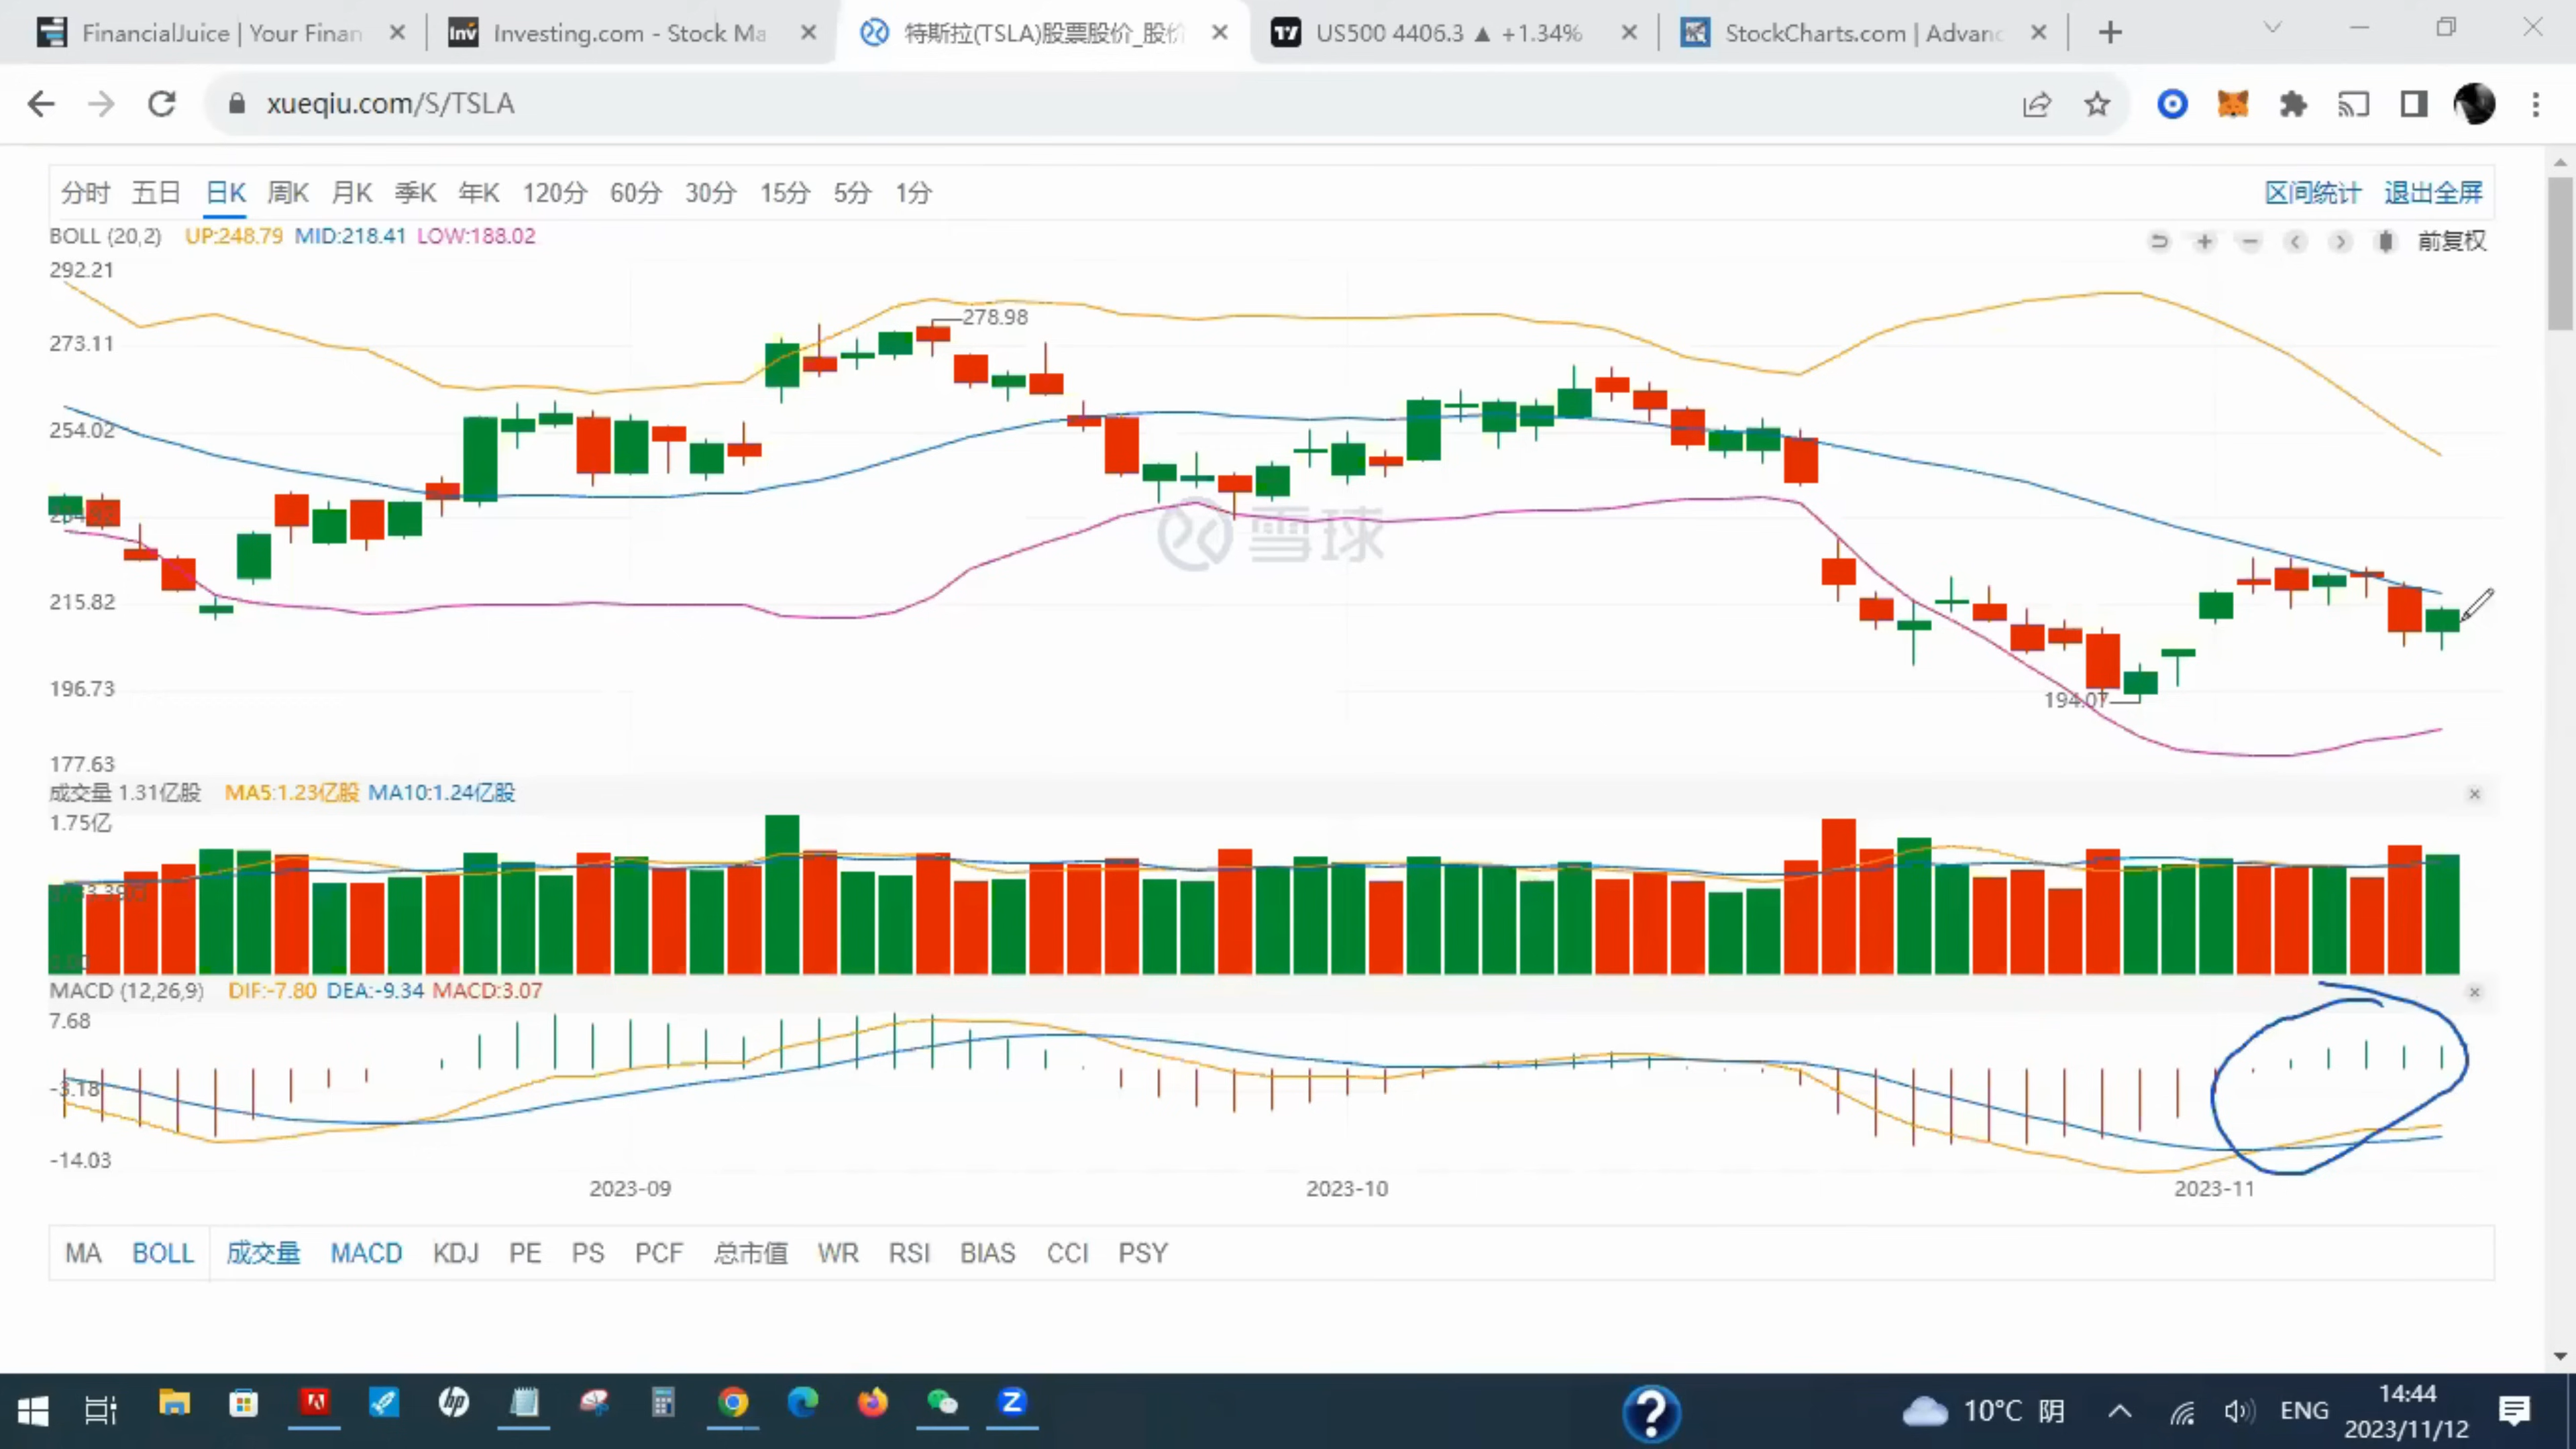 FinancialJuice | Your Finan
Investing.com - Stock Ma
特斯拉(TSLA)股票股价_股价
US500 4406.3 ▲ +1.34%
StockCharts.com | Advanc
xueqiu.com/S/TSLA
分时 五日 日K 周K 月K 季K 年K 120分 60分 30分 15分 5分 1分 区间统计 退出全屏
BOLL (20,2) UP:248.79 MID:218.41 LOW:188.02 前复权
292.21
278.98
273.11
254.02
雪球
215.82
196.73
194.07
177.63
成交量 1.31亿股 MA5:1.23亿股 MA10:1.24亿股
1.75亿
MACD (12,26,9) DIF:-7.80 DEA:-9.34 MACD:3.07
7.68
-3.18
-14.03
2023-09 2023-10 2023-11
MA BOLL 成交量 MACD KDJ PE PS PCF 总市值 WR RSI BIAS CCI PSY
10°C 阴 ENG 14:44
2023/11/12